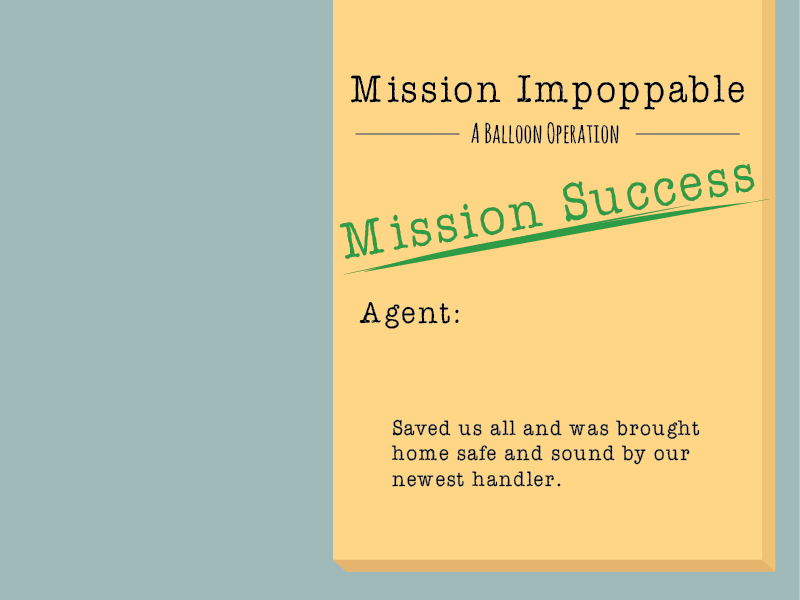 Mission Impoppable
A Balloon Operation
Mission Success
Agent:
Saved us all and was brought
home safe and sound by our
newest handler.